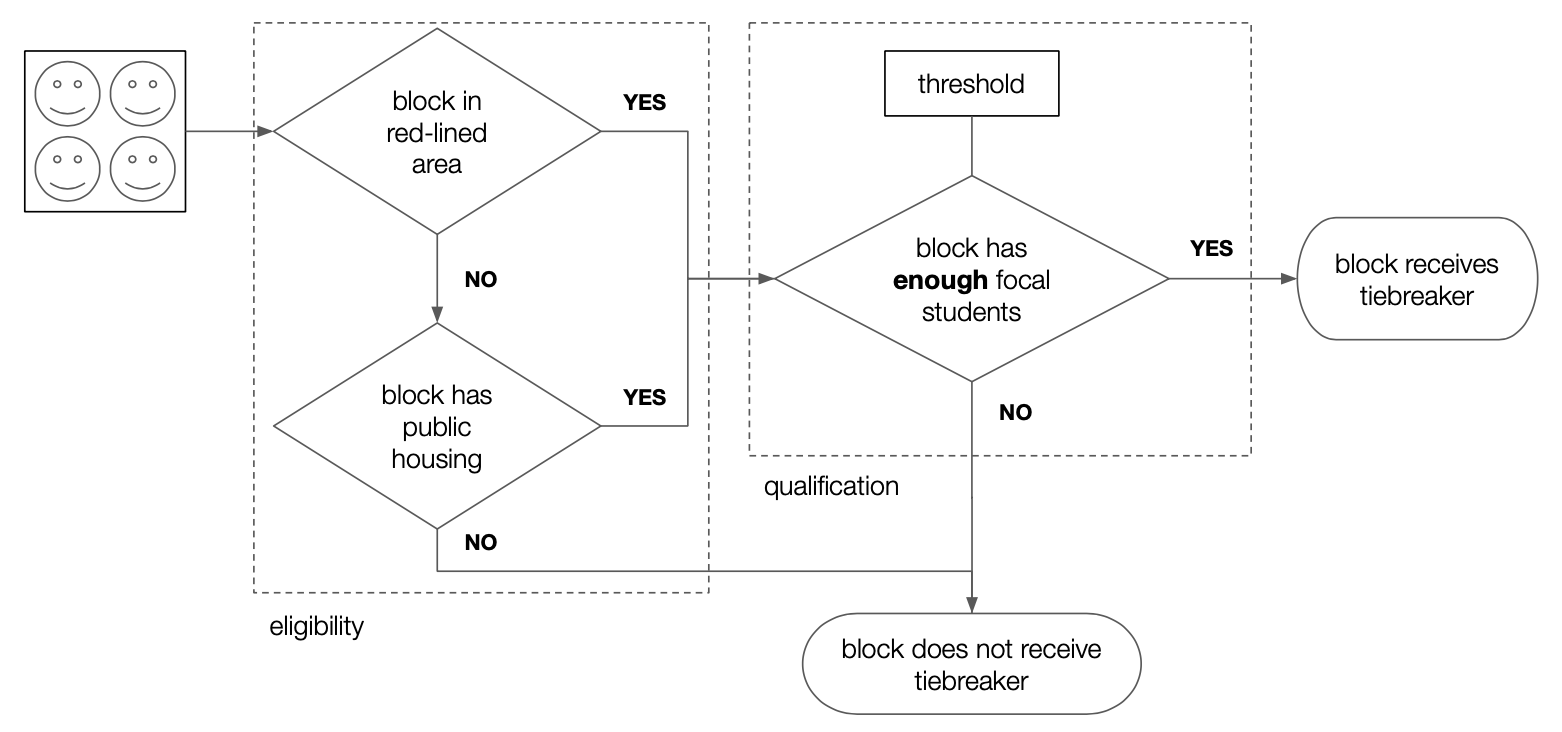 block in
red-lined
area
YES
NO
block has
public
housing
YES
NO
eligibility
threshold
block has
enough focal
students
YES
NO
qualification
block receives
tiebreaker
block does not receive
tiebreaker